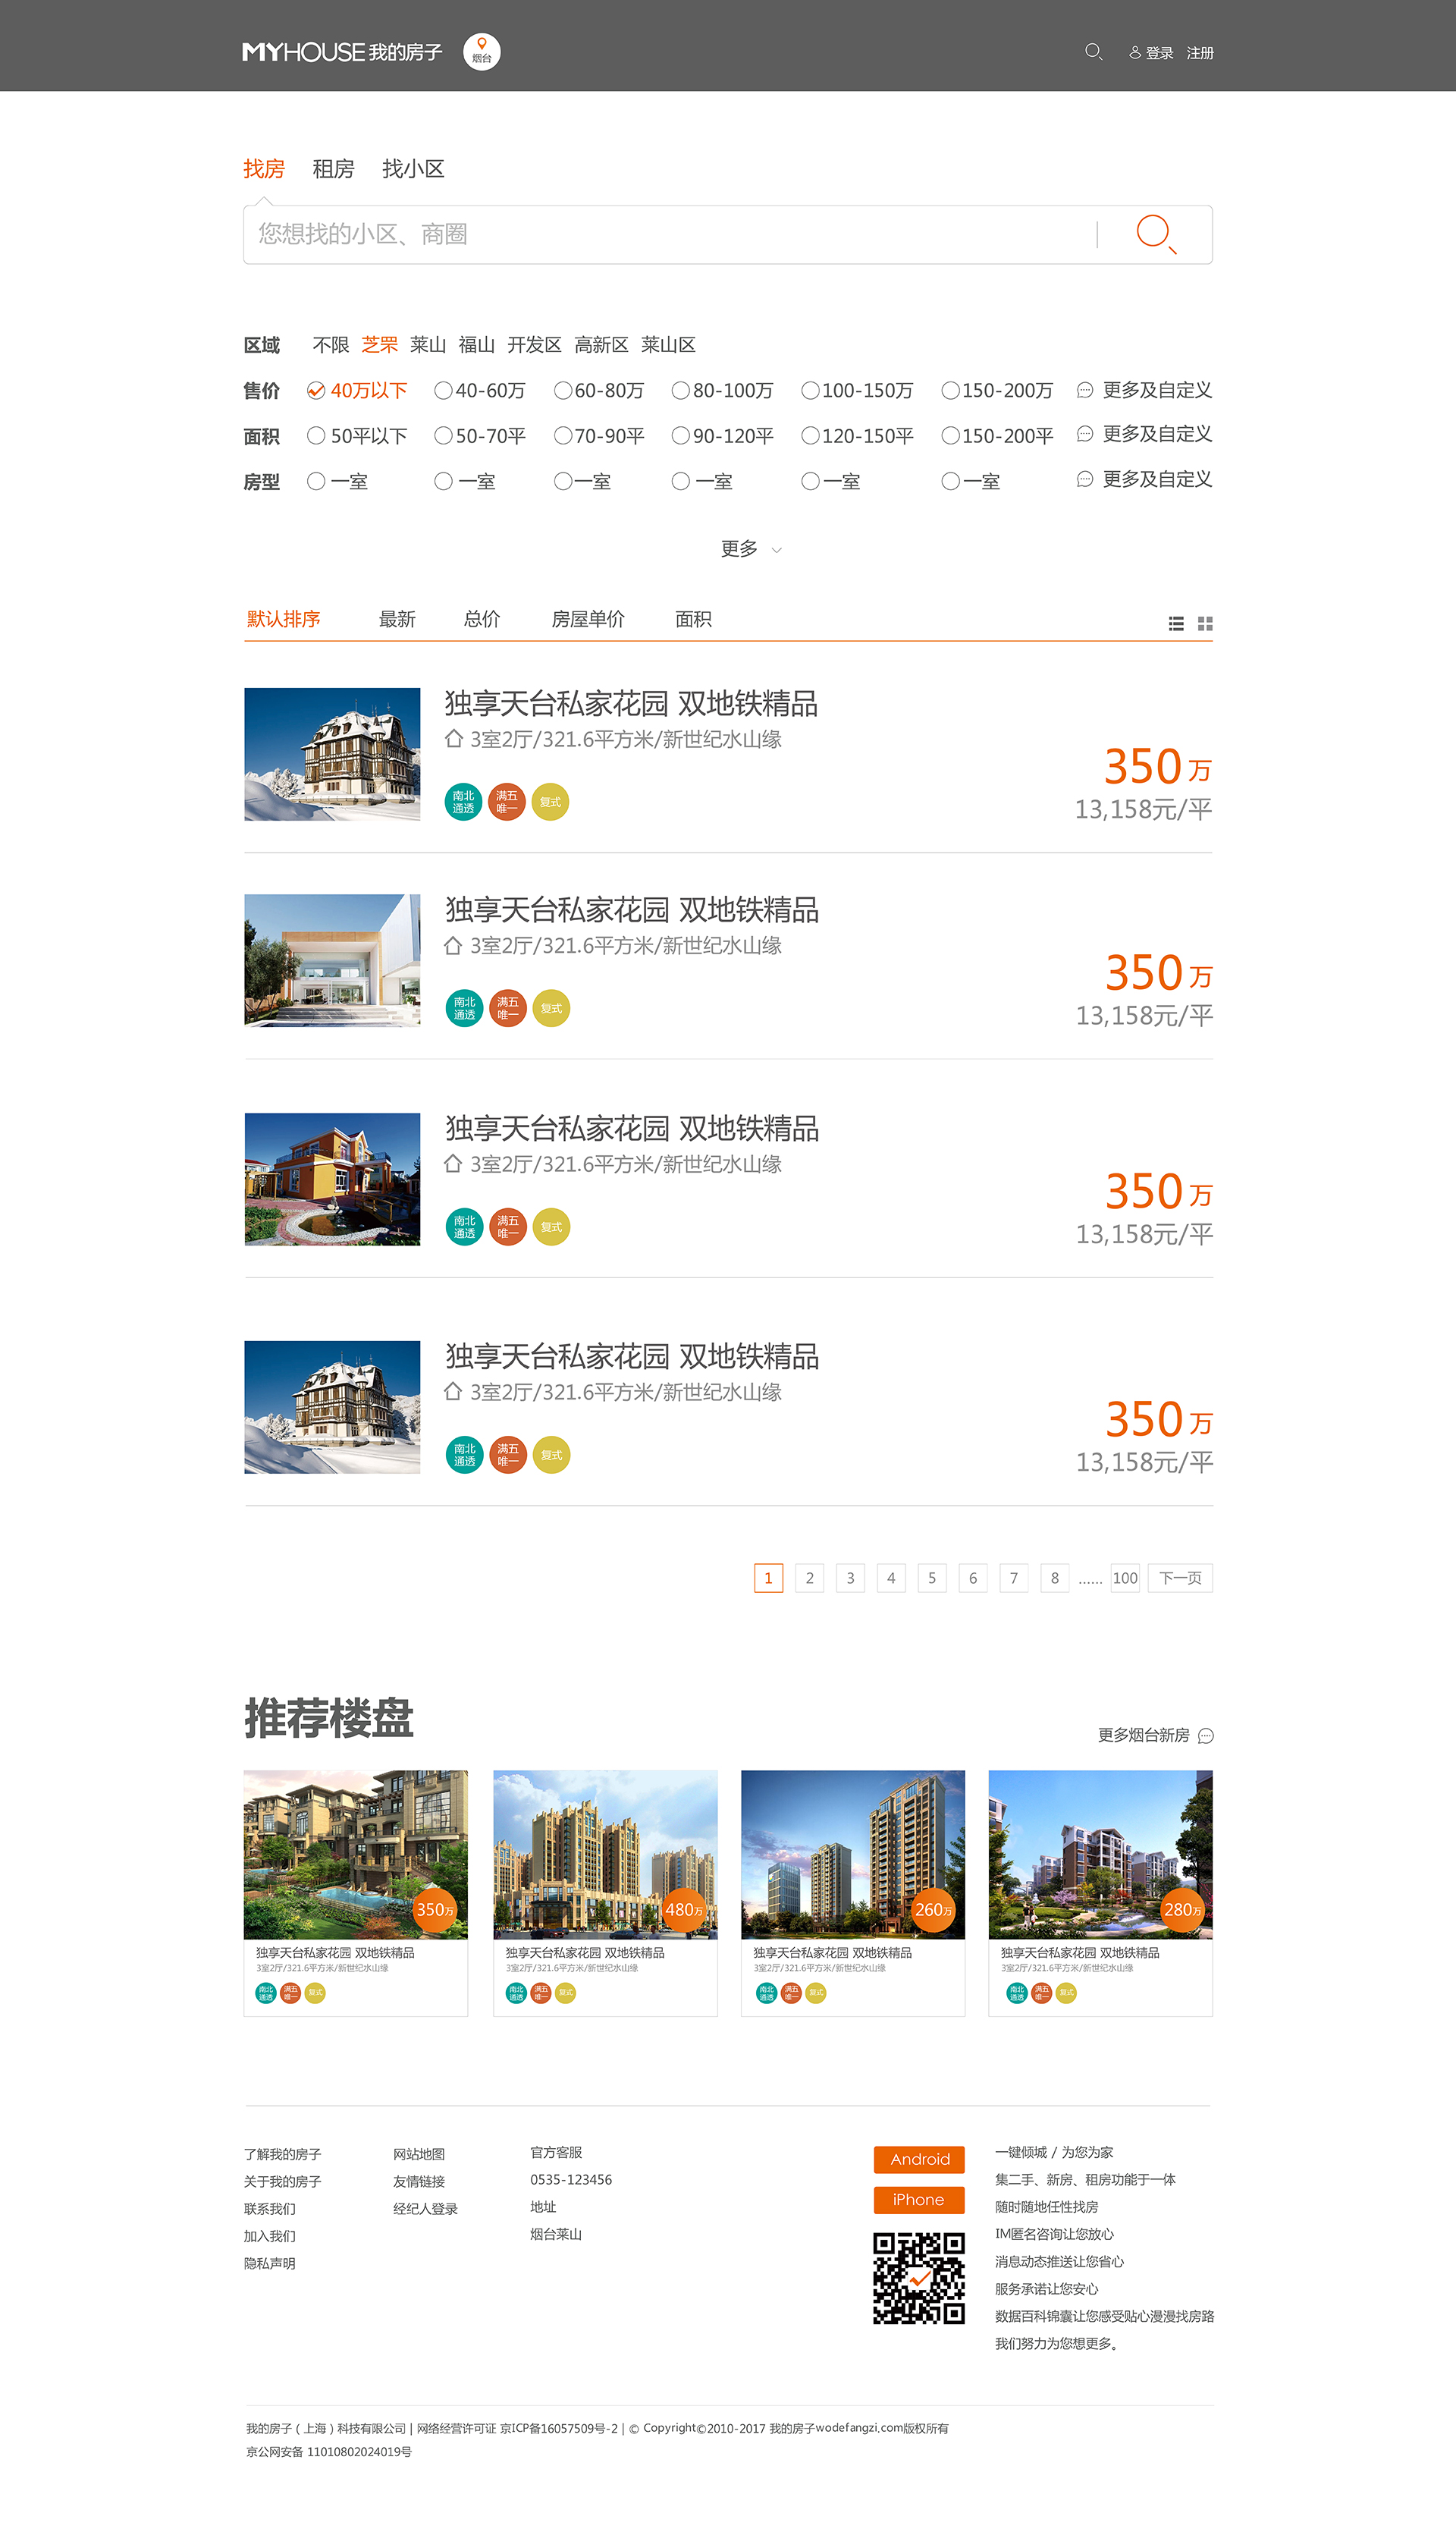 MYHOUSE我的房子 烟台 登录 注册
找房 租房 找小区
您想找的小区、商圈
区域 不限 芝罘 莱山 福山 开发区 高新区 莱山区
售价 40万以下 40-60万 60-80万 80-100万 100-150万 150-200万 更多及自定义
面积 50平以下 50-70平 70-90平 90-120平 120-150平 150-200平 更多及自定义
房型 一室 一室 一室 一室 一室 一室 更多及自定义
更多
默认排序 最新 总价 房屋单价 面积
独享天台私家花园 双地铁精品
3室2厅/321.6平方米/新世纪水山缘
350 万
13,158元/平
南北通透 满五唯一 复式
独享天台私家花园 双地铁精品
3室2厅/321.6平方米/新世纪水山缘
350 万
13,158元/平
南北通透 满五唯一 复式
独享天台私家花园 双地铁精品
3室2厅/321.6平方米/新世纪水山缘
350 万
13,158元/平
南北通透 满五唯一 复式
独享天台私家花园 双地铁精品
3室2厅/321.6平方米/新世纪水山缘
350 万
13,158元/平
南北通透 满五唯一 复式
1 2 3 4 5 6 7 8 ...... 100 下一页
推荐楼盘
更多烟台新房
350万
独享天台私家花园 双地铁精品
3室2厅/321.6平方米/新世纪水山缘
南北通透 满五唯一 复式
480万
独享天台私家花园 双地铁精品
3室2厅/321.6平方米/新世纪水山缘
南北通透 满五唯一 复式
260万
独享天台私家花园 双地铁精品
3室2厅/321.6平方米/新世纪水山缘
南北通透 满五唯一 复式
280万
独享天台私家花园 双地铁精品
3室2厅/321.6平方米/新世纪水山缘
南北通透 满五唯一 复式
了解我的房子
关于我的房子
联系我们
加入我们
隐私声明
网站地图
友情链接
经纪人登录
官方客服
0535-123456
地址
烟台莱山
Android
iPhone
一键倾城 / 为您为家
集二手、新房、租房功能于一体
随时随地任性找房
IM匿名咨询让您放心
消息动态推送让您省心
服务承诺让您安心
数据百科锦囊让您感受贴心漫漫找房路
我们努力为您想更多。
我的房子（上海）科技有限公司 | 网络经营许可证 京ICP备16057509号-2 | © Copyright©2010-2017 我的房子wodefangzi.com版权所有
京公网安备 11010802024019号